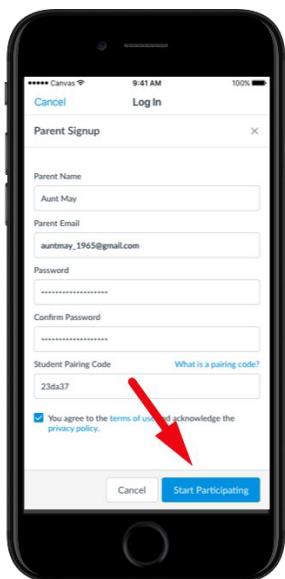 Canvas 9:41 AM 100%
Cancel Log In
Parent Signup ×
Parent Name
Aunt May
Parent Email
auntmay_1965@gmail.com
Password
Confirm Password
Student Pairing Code What is a pairing code?
23da37
You agree to the terms of use and acknowledge the
privacy policy.
Cancel Start Participating